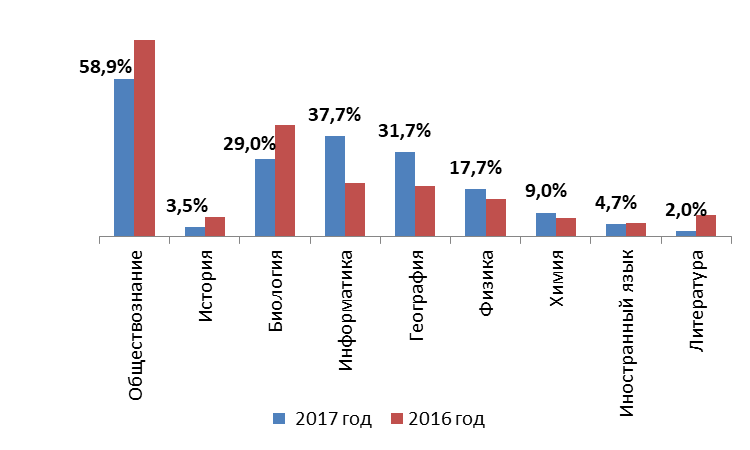 58,9%
3,5%
29,0%
37,7%
31,7%
17,7%
9,0%
4,7%
2,0%
Обществознание
История
Биология
Информатика
География
Физика
Химия
Иностранный язык
Литература
2017 год
2016 год